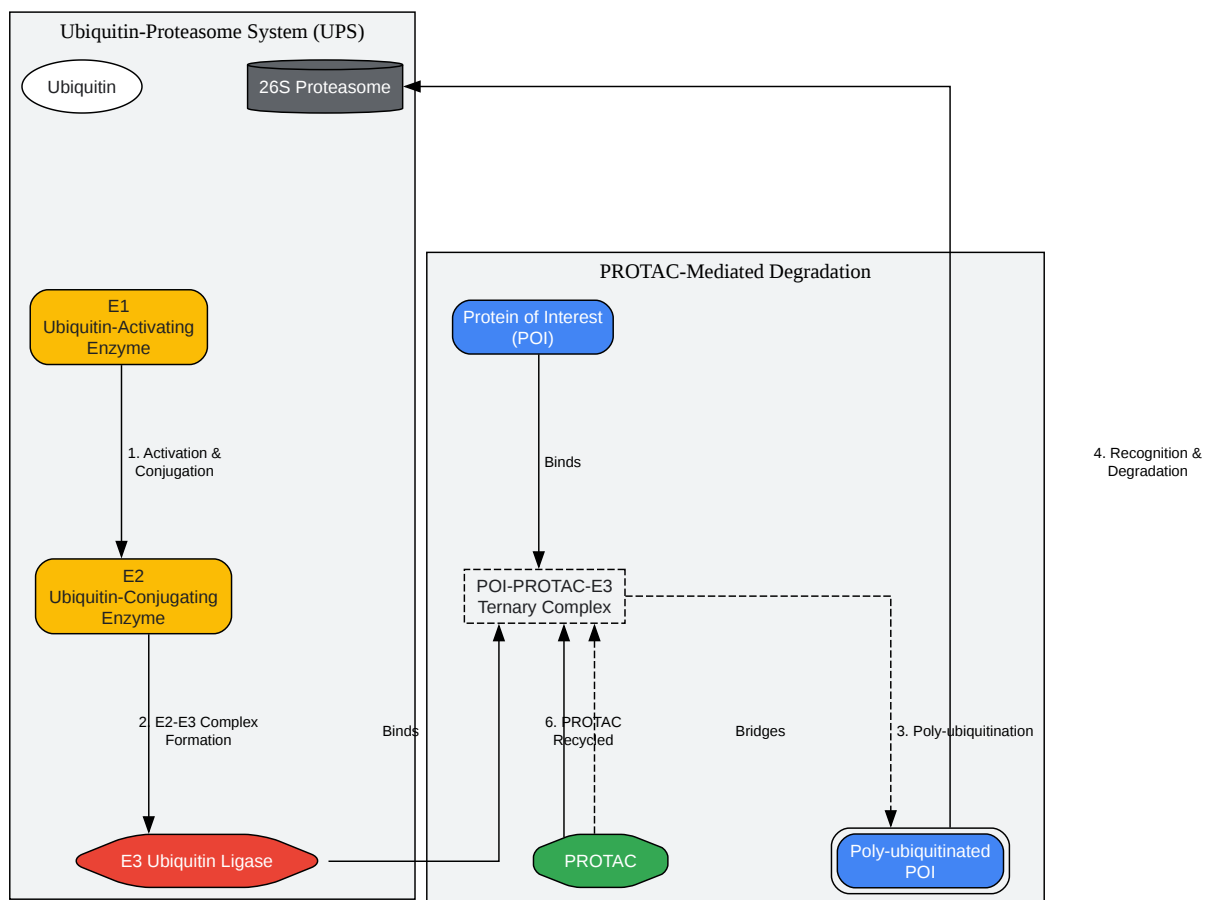 Ubiquitin-Proteasome System (UPS)
Ubiquitin
26S Proteasome
PROTAC-Mediated Degradation
E1
Ubiquitin-Activating
Enzyme
Protein of Interest
(POI)
1. Activation &
Conjugation
Binds
4. Recognition &
Degradation
E2
Ubiquitin-Conjugating
Enzyme
POI-PROTAC-E3
Ternary Complex
2. E2-E3 Complex
Formation
Binds
6. PROTAC
Recycled
Bridges
3. Poly-ubiquitination
E3 Ubiquitin Ligase
PROTAC
Poly-ubiquitinated
POI